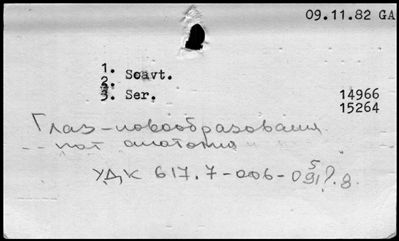 09.11.82 GA
1.
2. Soavt.
3. Ser.
14966
15264
Глаз-новообразования
-- пат анатомия
УДК 617.7-006-091?.8.